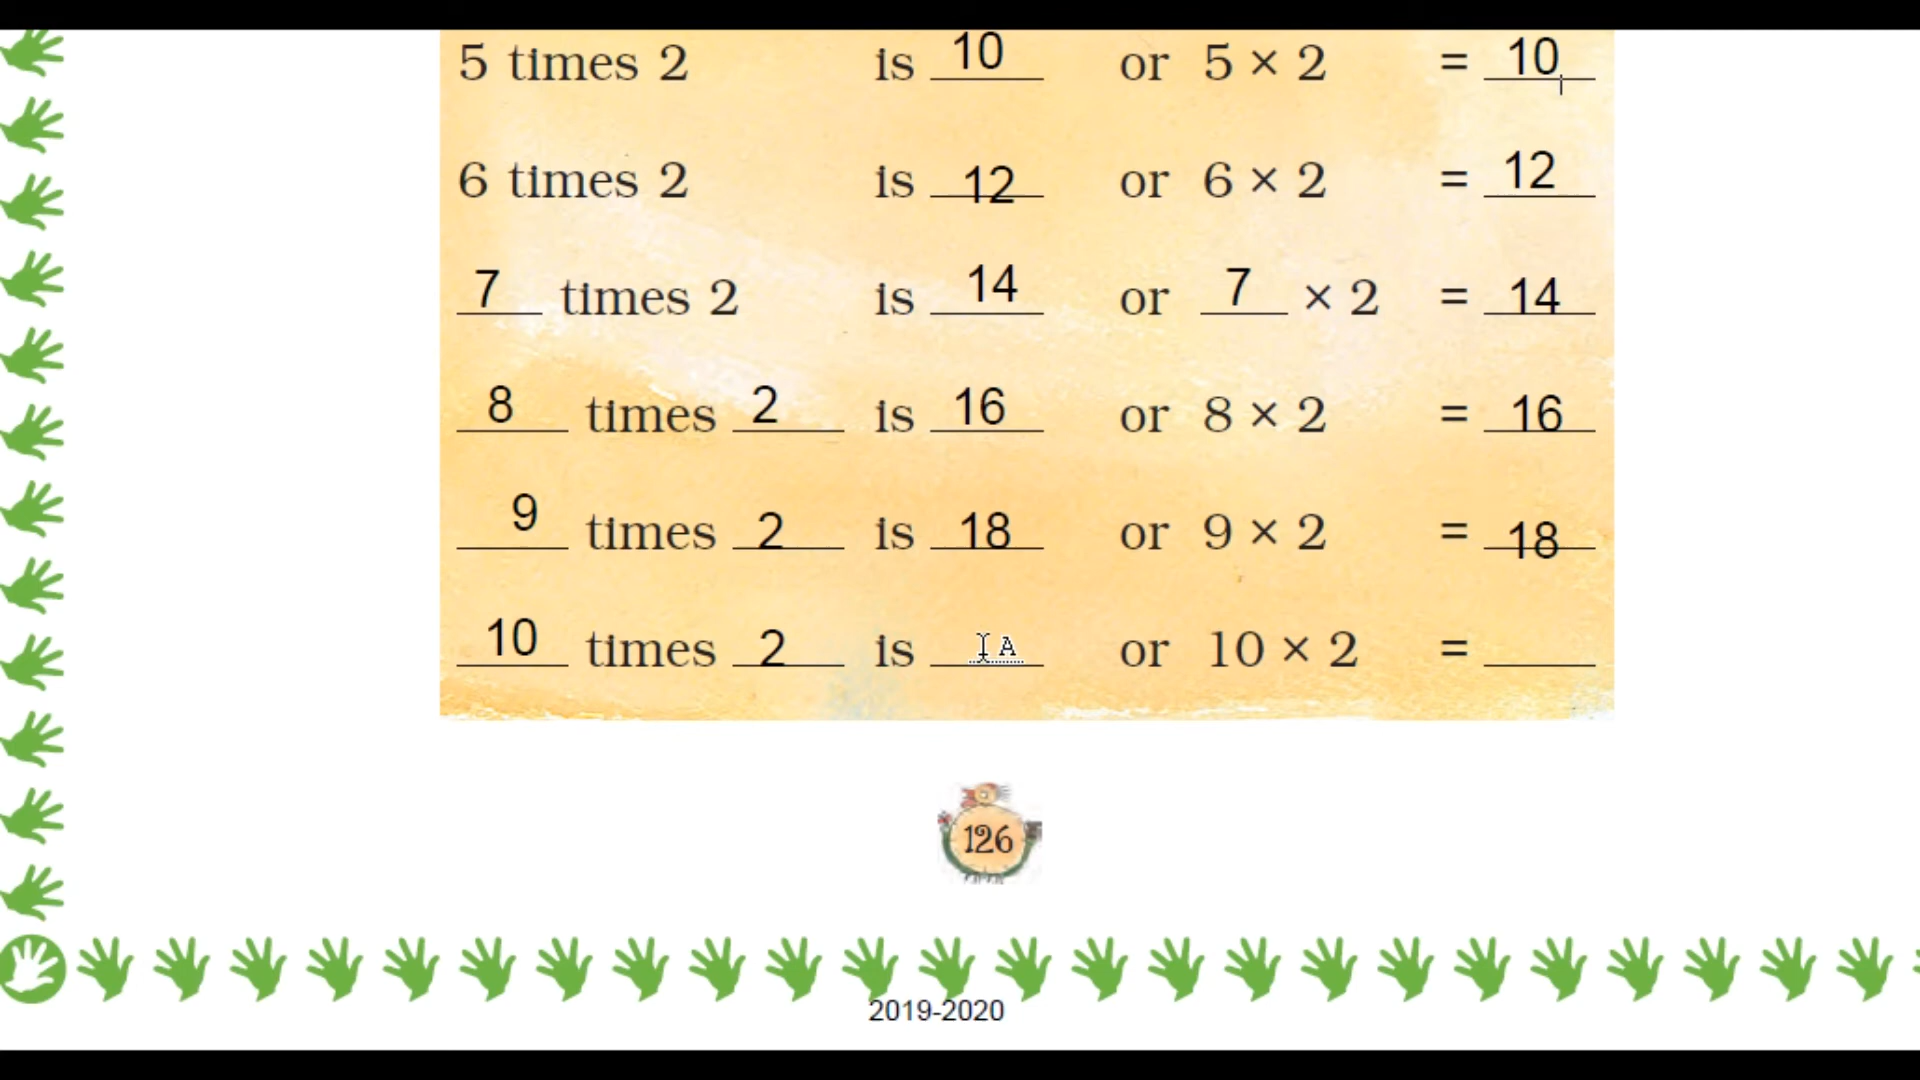 5 times 2 is 10 or 5 × 2 = 10
6 times 2 is 12 or 6 × 2 = 12
7 times 2 is 14 or 7 × 2 = 14
8 times 2 is 16 or 8 × 2 = 16
9 times 2 is 18 or 9 × 2 = 18
10 times 2 is ____ or 10 × 2 = ____
126
2019-2020